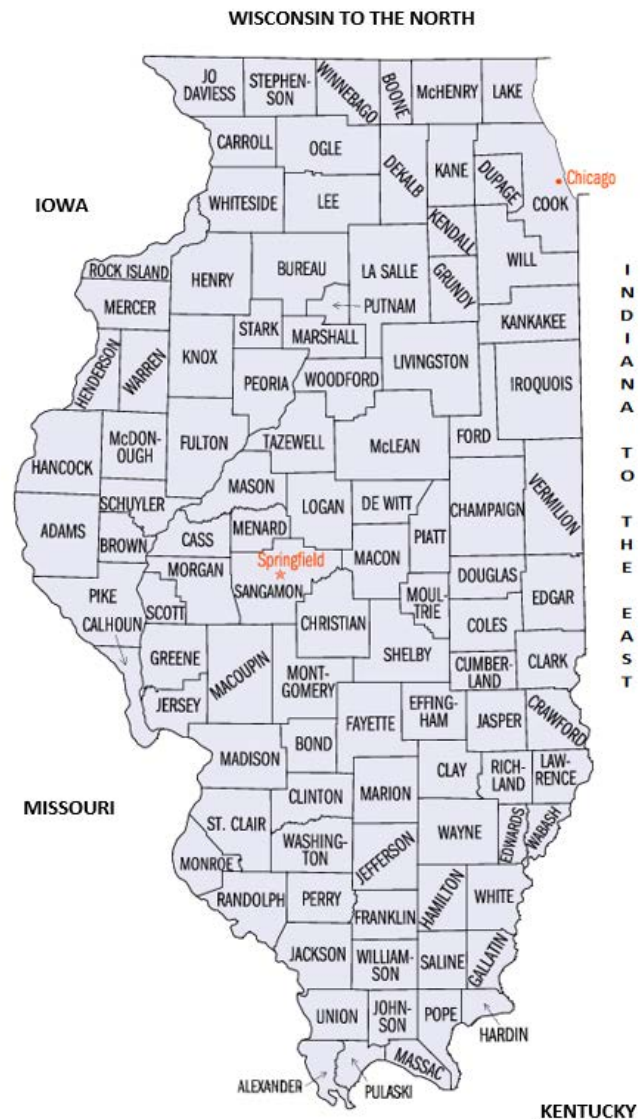 WISCONSIN TO THE NORTH
JO
DAVIESS
STEPHEN-
SON
WINNEBAGO
BOONE
McHENRY
LAKE
CARROLL
OGLE
DEKALB
KANE
DUPAGE
COOK
Chicago
IOWA
WHITESIDE
LEE
KENDALL
WILL
ROCK ISLAND
HENRY
BUREAU
LA SALLE
GRUNDY
MERCER
PUTNAM
KANKAKEE
STARK
MARSHALL
HENDERSON
WARREN
KNOX
PEORIA
WOODFORD
LIVINGSTON
IROQUOIS
INDIANA TO THE EAST
HANCOCK
McDON-
OUGH
FULTON
TAZEWELL
McLEAN
FORD
SCHUYLER
MASON
LOGAN
DE WITT
CHAMPAIGN
VERMILION
ADAMS
BROWN
CASS
MENARD
PIATT
MACON
Springfield
MORGAN
SANGAMON
DOUGLAS
EDGAR
PIKE
SCOTT
MOUL-
TRIE
CALHOUN
CHRISTIAN
COLES
GREENE
MACOUPIN
MONT-
GOMERY
SHELBY
CUMBER-
LAND
CLARK
JERSEY
FAYETTE
EFFING-
HAM
JASPER
CRAWFORD
MADISON
BOND
CLAY
RICH-
LAND
LAW-
RENCE
MISSOURI
CLINTON
MARION
ST. CLAIR
WASHING-
TON
JEFFERSON
WAYNE
EDWARDS
WABASH
MONROE
RANDOLPH
PERRY
HAMILTON
WHITE
FRANKLIN
JACKSON
WILLIAM-
SON
SALINE
GALLATIN
UNION
JOHN-
SON
POPE
HARDIN
MASSAC
ALEXANDER
PULASKI
KENTUCKY